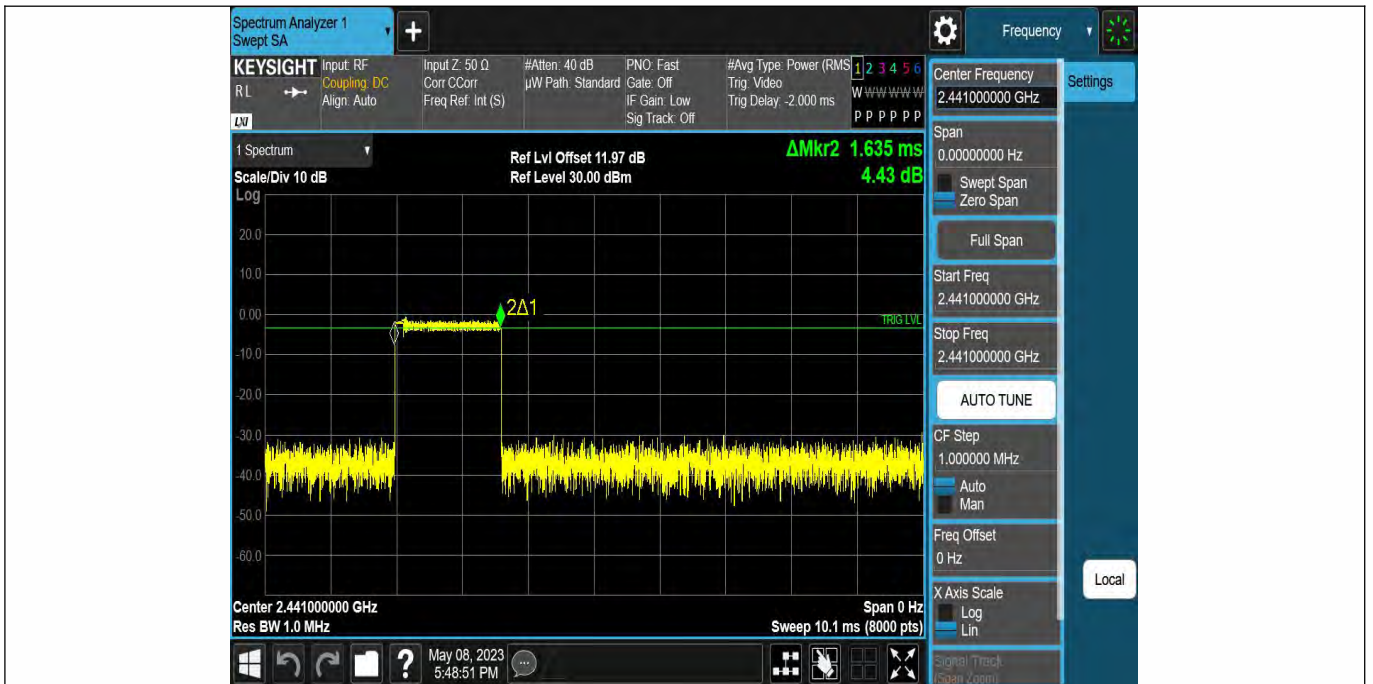 Spectrum Analyzer 1
Swept SA
+
Frequency
KEYSIGHT
R L
LXI
Input: RF
Coupling: DC
Align: Auto
Input Z: 50 Ω
Corr CCorr
Freq Ref: Int (S)
#Atten: 40 dB
µW Path: Standard
PNO: Fast
Gate: Off
IF Gain: Low
Sig Track: Off
#Avg Type: Power (RMS
Trig: Video
Trig Delay: -2.000 ms
1 2 3 4 5 6
W W W W W W
P P P P P P
1 Spectrum
Scale/Div 10 dB
Log
Ref Lvl Offset 11.97 dB
Ref Level 30.00 dBm
ΔMkr2 1.635 ms
4.43 dB
20.0
10.0
0.00
-10.0
-20.0
-30.0
-40.0
-50.0
-60.0
2Δ1
TRIG LVL
Center 2.441000000 GHz
Res BW 1.0 MHz
Span 0 Hz
Sweep 10.1 ms (8000 pts)
Center Frequency
2.441000000 GHz
Settings
Span
0.00000000 Hz
Swept Span
Zero Span
Full Span
Start Freq
2.441000000 GHz
Stop Freq
2.441000000 GHz
AUTO TUNE
CF Step
1.000000 MHz
Auto
Man
Freq Offset
0 Hz
X Axis Scale
Log
Lin
Signal Track
(Span Zoom)
Local
?
May 08, 2023
5:48:51 PM